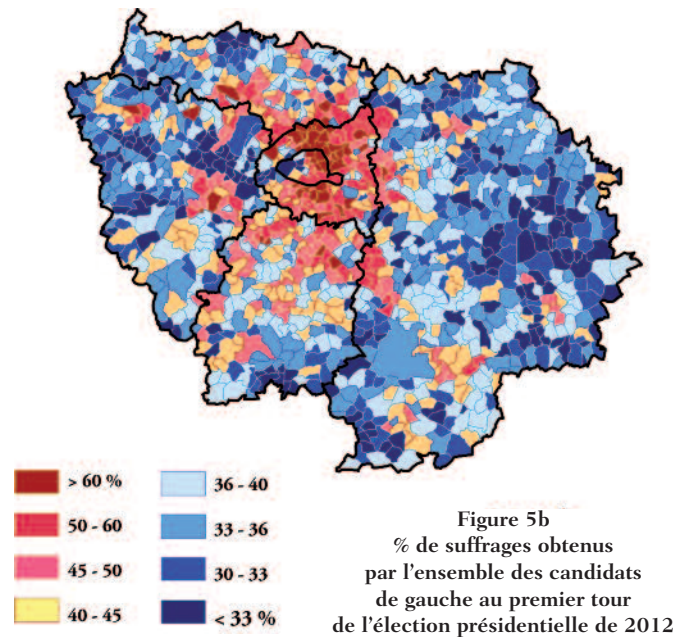 > 60 %
50 - 60
45 - 50
40 - 45
36 - 40
33 - 36
30 - 33
< 33 %
Figure 5b
% de suffrages obtenus
par l'ensemble des candidats
de gauche au premier tour
de l'élection présidentielle de 2012